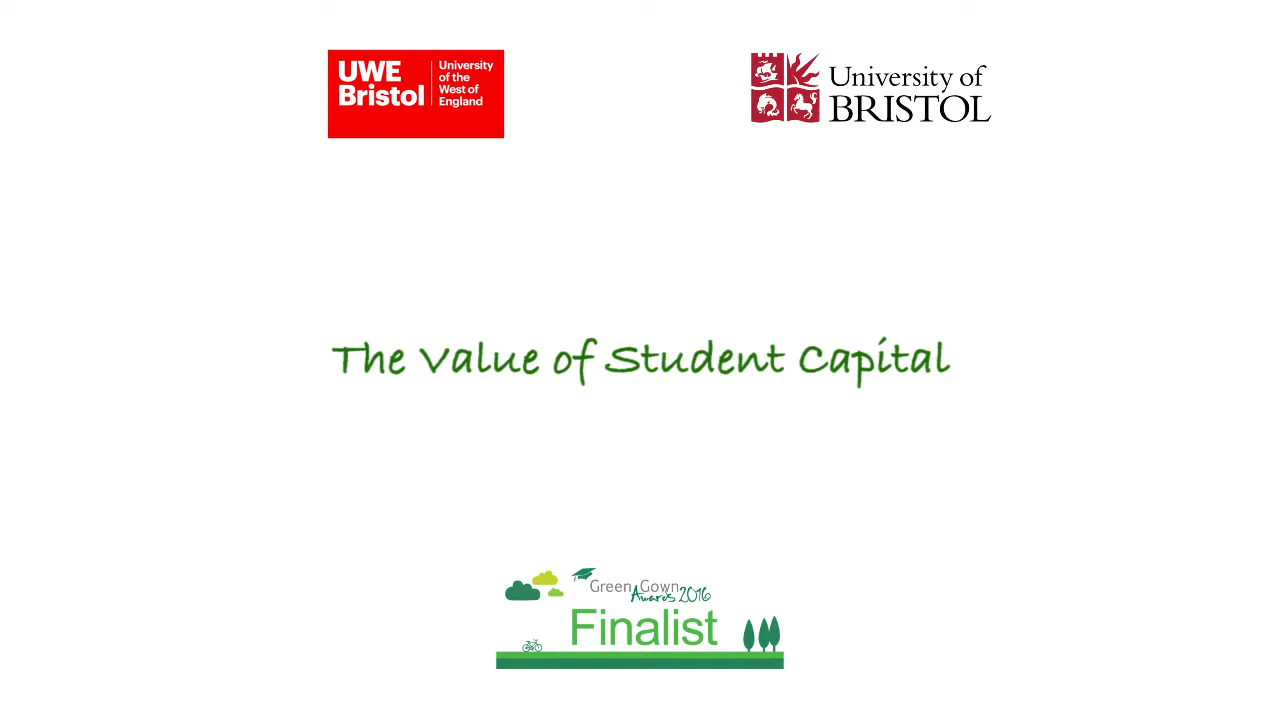 UWE
Bristol
University
of the
West of
England
University of
BRISTOL
The Value of Student Capital
Green Gown
Awards 2016
Finalist